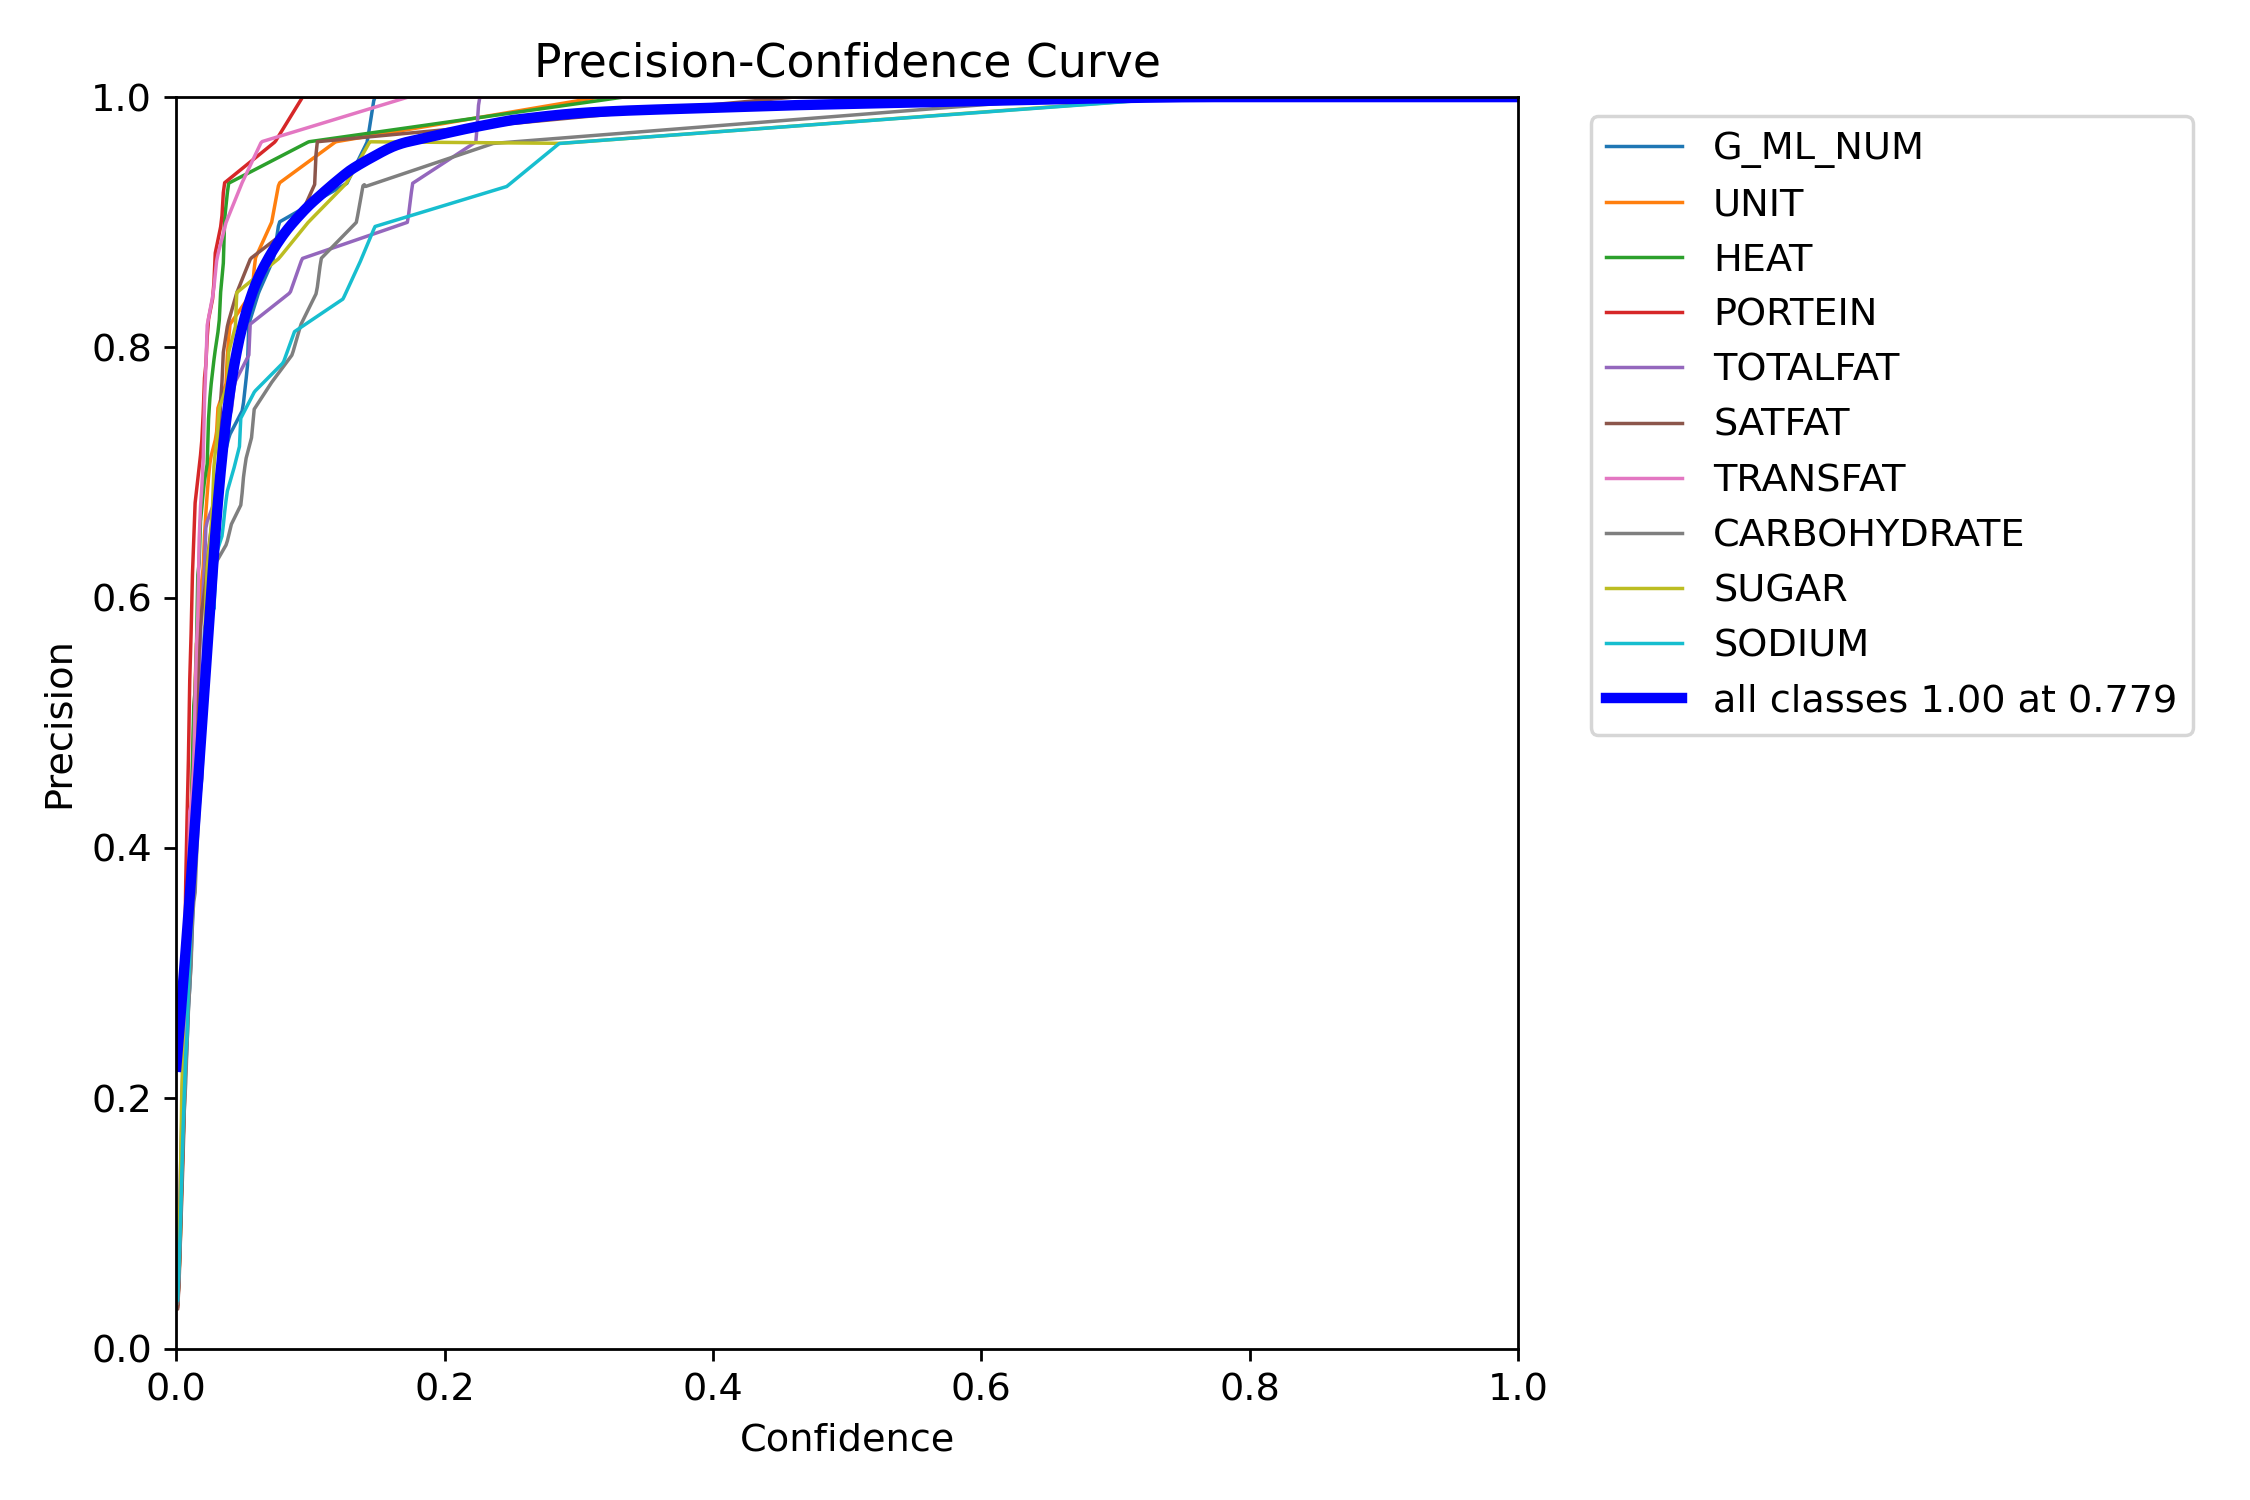 Precision-Confidence Curve
1.0
0.8
0.6
0.4
0.2
0.0
Precision
0.0 0.2 0.4 0.6 0.8 1.0
Confidence
G_ML_NUM
UNIT
HEAT
PORTEIN
TOTALFAT
SATFAT
TRANSFAT
CARBOHYDRATE
SUGAR
SODIUM
all classes 1.00 at 0.779